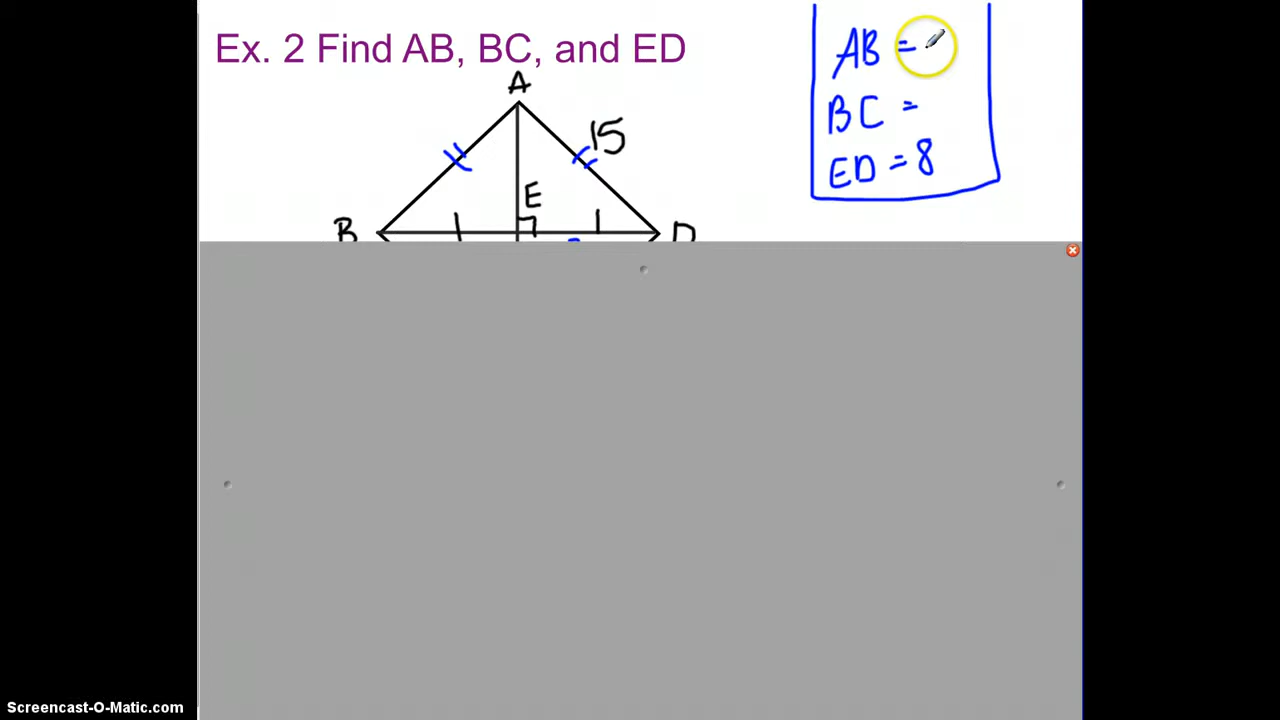 Ex. 2 Find AB, BC, and ED
AB =
BC =
ED = 8
A
15
E
B
D
Screencast-O-Matic.com